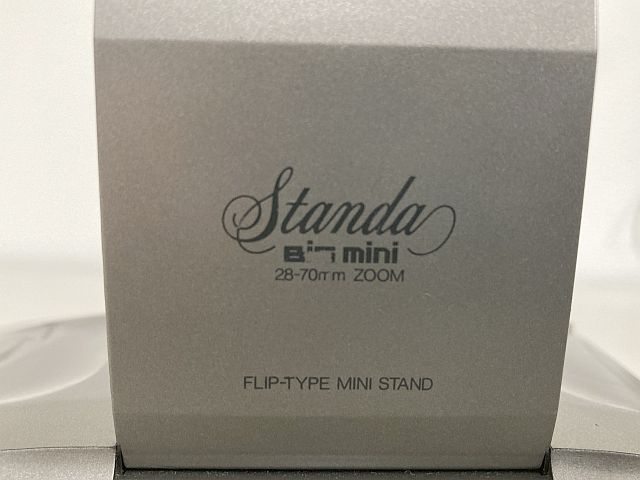 Standa
mini
28-70mm ZOOM
FLIP-TYPE MINI STAND